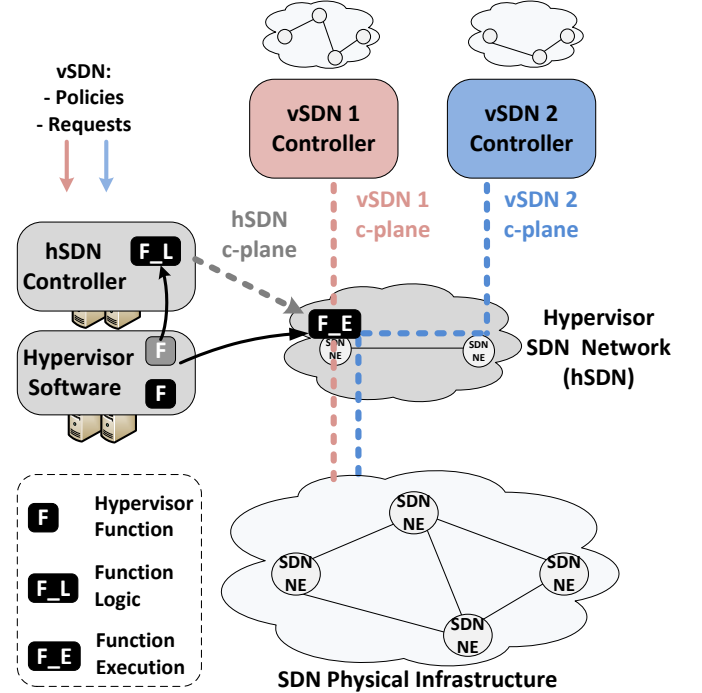 vSDN:
- Policies
- Requests
vSDN 1
Controller
vSDN 2
Controller
hSDN
c-plane
vSDN 1
c-plane
vSDN 2
c-plane
hSDN
Controller
F_L
Hypervisor
Software
F
F
F_E
SDN
NE
SDN
NE
Hypervisor
SDN Network
(hSDN)
F
Hypervisor
Function
F_L
Function
Logic
F_E
Function
Execution
SDN
NE
SDN
NE
SDN
NE
SDN
NE
SDN Physical Infrastructure